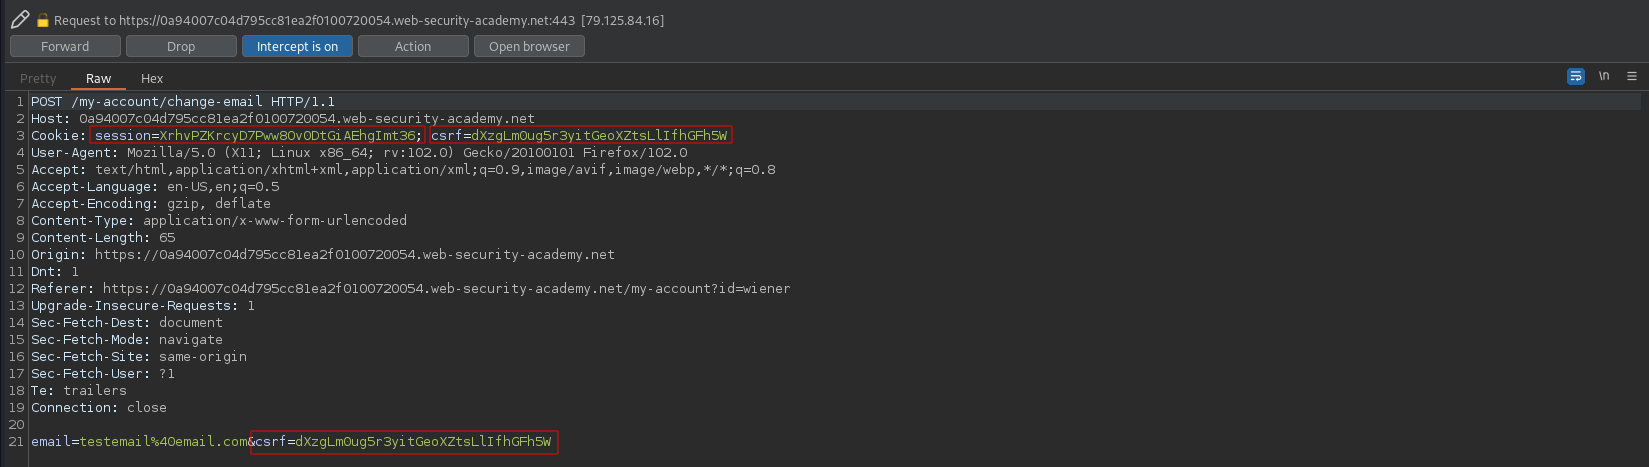 Request to https://0a94007c04d795cc81ea2f0100720054.web-security-academy.net:443 [79.125.84.16]
Forward Drop Intercept is on Action Open browser
Pretty Raw Hex \n ≡
1 POST /my-account/change-email HTTP/1.1
2 Host: 0a94007c04d795cc81ea2f0100720054.web-security-academy.net
3 Cookie: session=XrhvPZKrcyD7Pww8OvODtGiAEhgImt36; csrf=dXzgLmOug5r3yitGeoXZtsLlIfhGFh5W
4 User-Agent: Mozilla/5.0 (X11; Linux x86_64; rv:102.0) Gecko/20100101 Firefox/102.0
5 Accept: text/html,application/xhtml+xml,application/xml;q=0.9,image/avif,image/webp,*/*;q=0.8
6 Accept-Language: en-US,en;q=0.5
7 Accept-Encoding: gzip, deflate
8 Content-Type: application/x-www-form-urlencoded
9 Content-Length: 65
10 Origin: https://0a94007c04d795cc81ea2f0100720054.web-security-academy.net
11 Dnt: 1
12 Referer: https://0a94007c04d795cc81ea2f0100720054.web-security-academy.net/my-account?id=wiener
13 Upgrade-Insecure-Requests: 1
14 Sec-Fetch-Dest: document
15 Sec-Fetch-Mode: navigate
16 Sec-Fetch-Site: same-origin
17 Sec-Fetch-User: ?1
18 Te: trailers
19 Connection: close
20
21 email=testemail%40email.com&csrf=dXzgLmOug5r3yitGeoXZtsLlIfhGFh5W